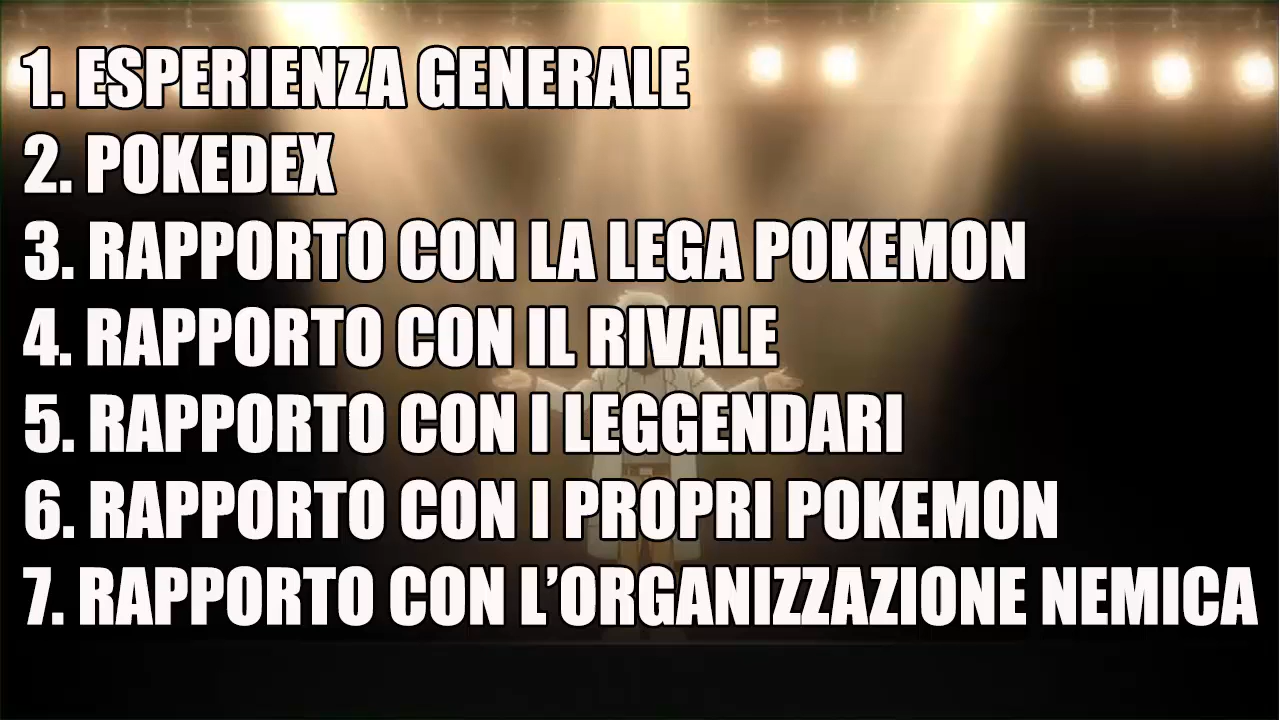 1. ESPERIENZA GENERALE
2. POKEDEX
3. RAPPORTO CON LA LEGA POKEMON
4. RAPPORTO CON IL RIVALE
5. RAPPORTO CON I LEGGENDARI
6. RAPPORTO CON I PROPRI POKEMON
7. RAPPORTO CON L’ORGANIZZAZIONE NEMICA